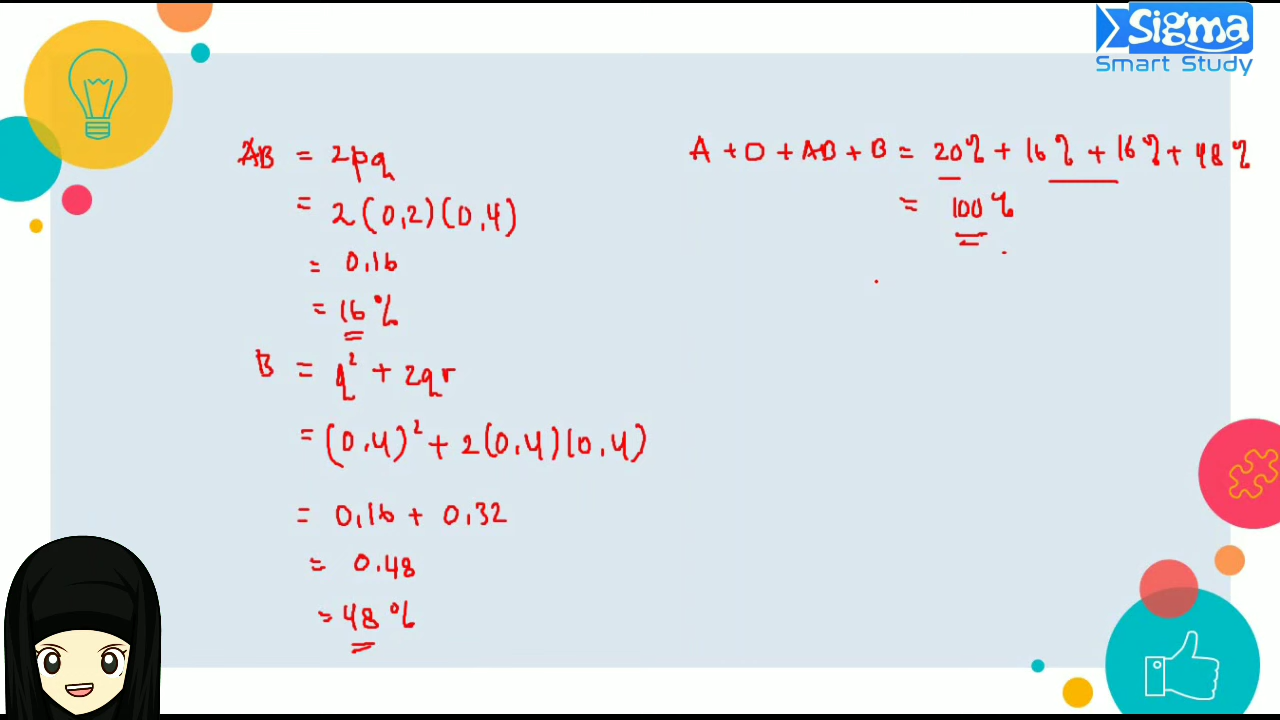 Sigma
Smart Study
AB = 2pq
= 2(0,2)(0,4)
= 0.16
= 16%
B = q² + 2qr
= (0,4)² + 2(0,4)(0,4)
= 0,16 + 0,32
= 0.48
= 48%
A + O + AB + B = 20% + 16% + 16% + 48%
= 100%